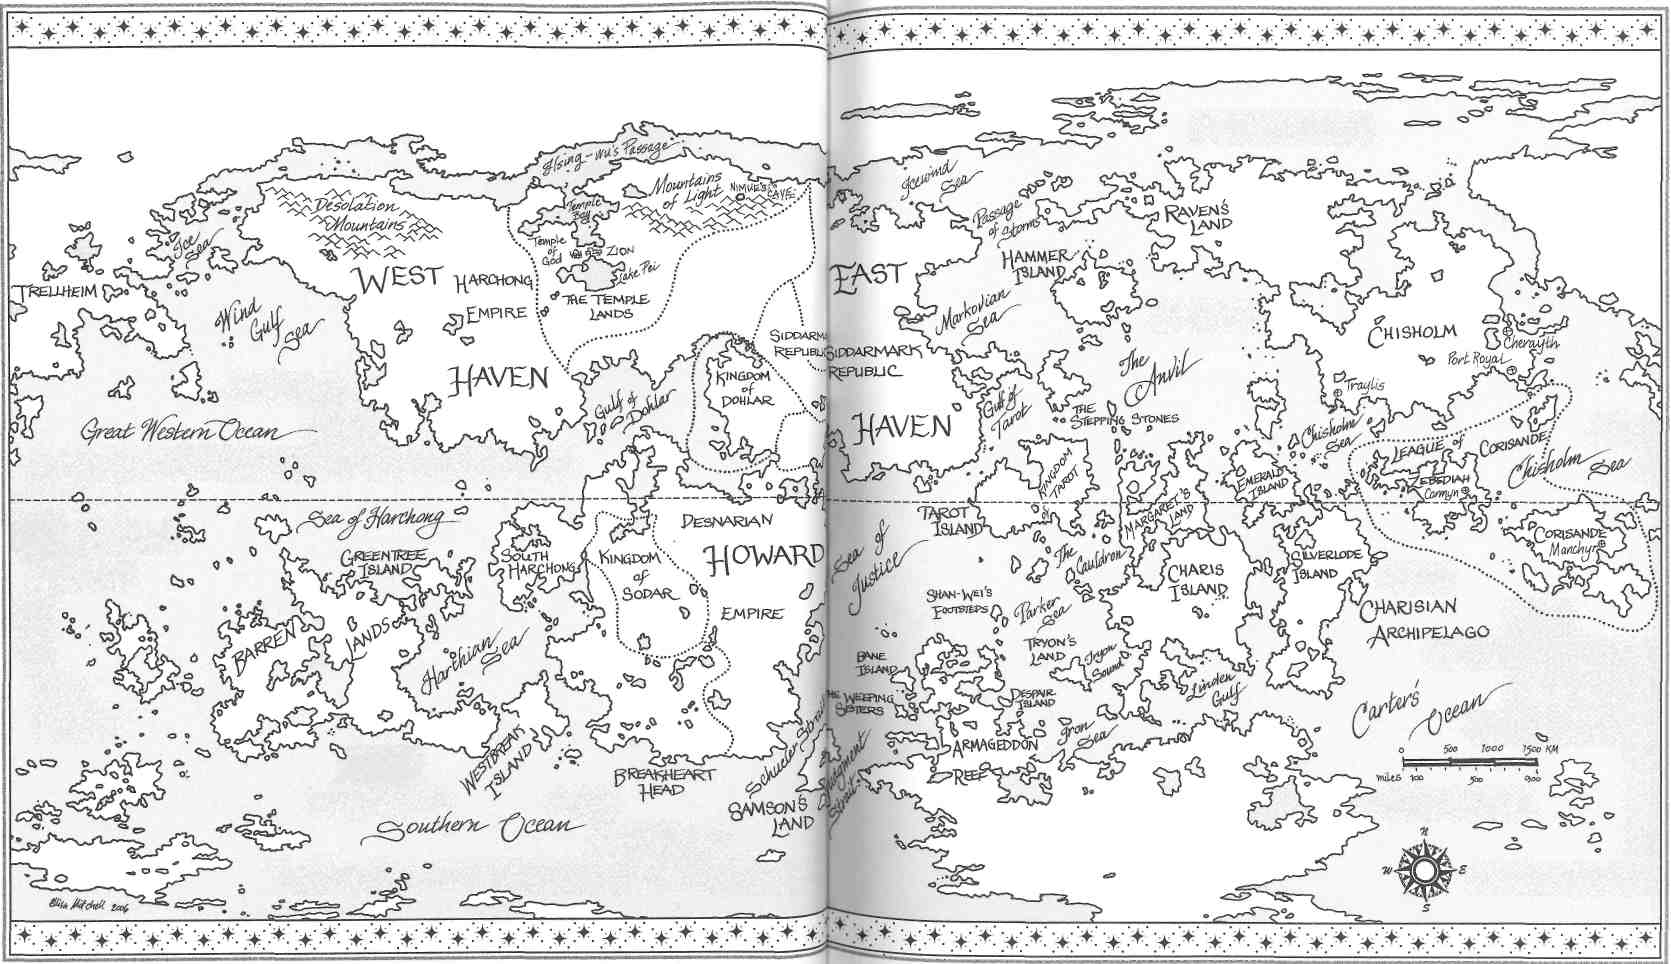 Hsing-wu's Passage
Mountains
of Light
NIMUE'S
CAVE
Desolation
Mountains
Temple
Bay
Ice
Sea
Temple
of
God
ZION
Lake Pei
TRELLHEIM
WEST
HARCHONG
EMPIRE
THE TEMPLE
LANDS
Wind
Gulf
Sea
SIDDARM
REPUBLIC
HAVEN
KINGDOM
of
DOHLAR
Gulf of
Dohlar
Great Western Ocean
Sea of Harchong
DESNARIAN
GREENTREE
ISLAND
SOUTH
HARCHONG
KINGDOM
of
SODAR
HOWARD
EMPIRE
BARREN LANDS
Harthian
Sea
WESTBREAK
ISLAND
BREAKHEART
HEAD
Schueler Strait
SAMSON'S
LAND
Southern Ocean
Elisa Mitchell 2006
Icewind
Sea
Passage
of Storms
RAVEN'S
LAND
EAST
HAMMER
ISLAND
Markovian
Sea
CHISHOLM
Cherayth
Port Royal
SIDDARMARK
REPUBLIC
The
Anvil
Traylis
Gulf of
Tarot
THE
STEPPING STONES
HAVEN
Chisholm
Sea
LEAGUE of CORISANDE
Chisholm Sea
KINGDOM
of
TAROT
EMERALD
ISLAND
ZEBEDIAH
Carmyn
MARGARET'S
LAND
TAROT
ISLAND
CORISANDE
Manchyr
Sea of
Justice
The
Cauldron
SILVERLODE
ISLAND
CHARIS
ISLAND
SHAN-WEI'S
FOOTSTEPS
Parker
Sea
CHARISIAN
ARCHIPELAGO
TRYON'S
LAND
Tryon
Sound
BANE
ISLAND
DESPAIR
ISLAND
Linden
Gulf
THE WEEPING
SISTERS
Carter's Ocean
Iron
Sea
ARMAGEDDON
REEF
Judgment
Strait
0 500 1000 1500 KM
miles 100 500 900
N
W E
S